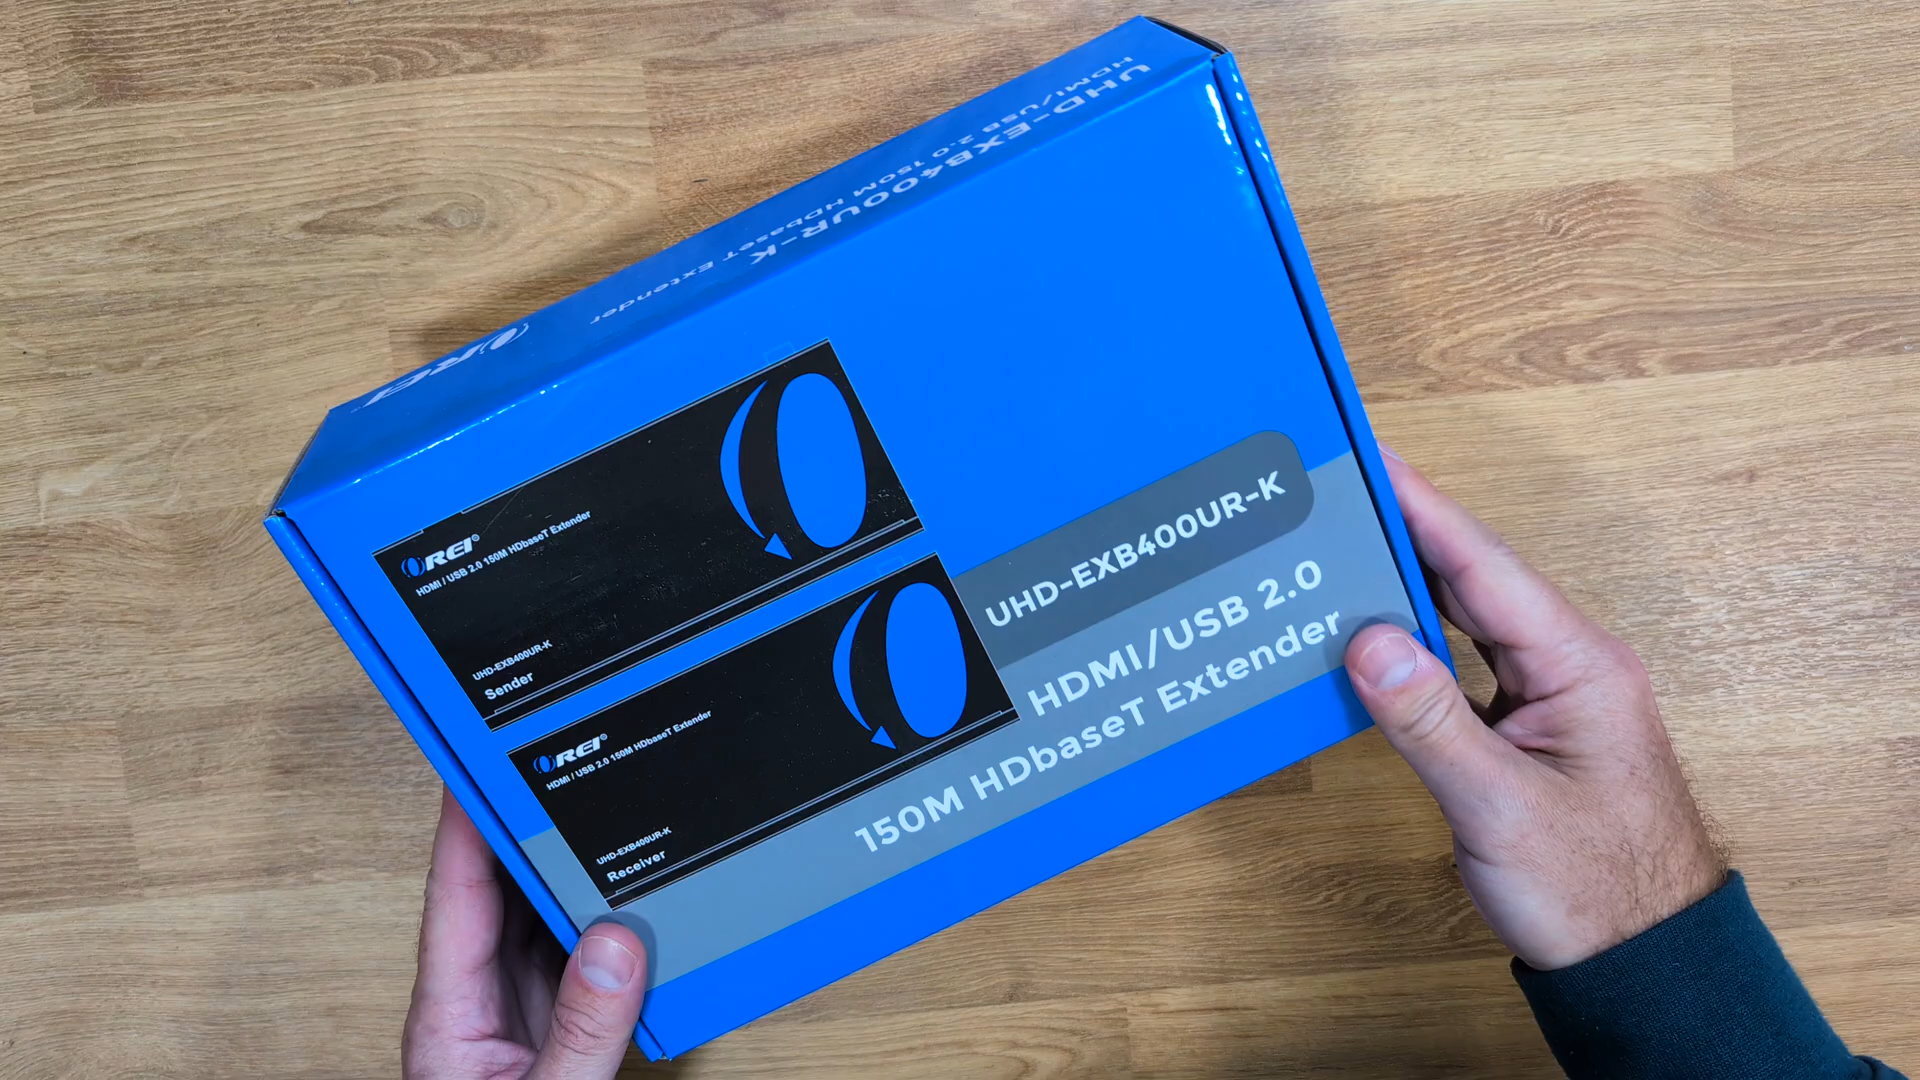 UHD-EXB400UR-K
HDMI/USB 2.0 150M HDbaseT Extender
OREI
OREI®
HDMI / USB 2.0 150M HDbaseT Extender
UHD-EXB400UR-K
Sender
OREI®
HDMI / USB 2.0 150M HDbaseT Extender
UHD-EXB400UR-K
Receiver
UHD-EXB400UR-K
HDMI/USB 2.0
150M HDbaseT Extender